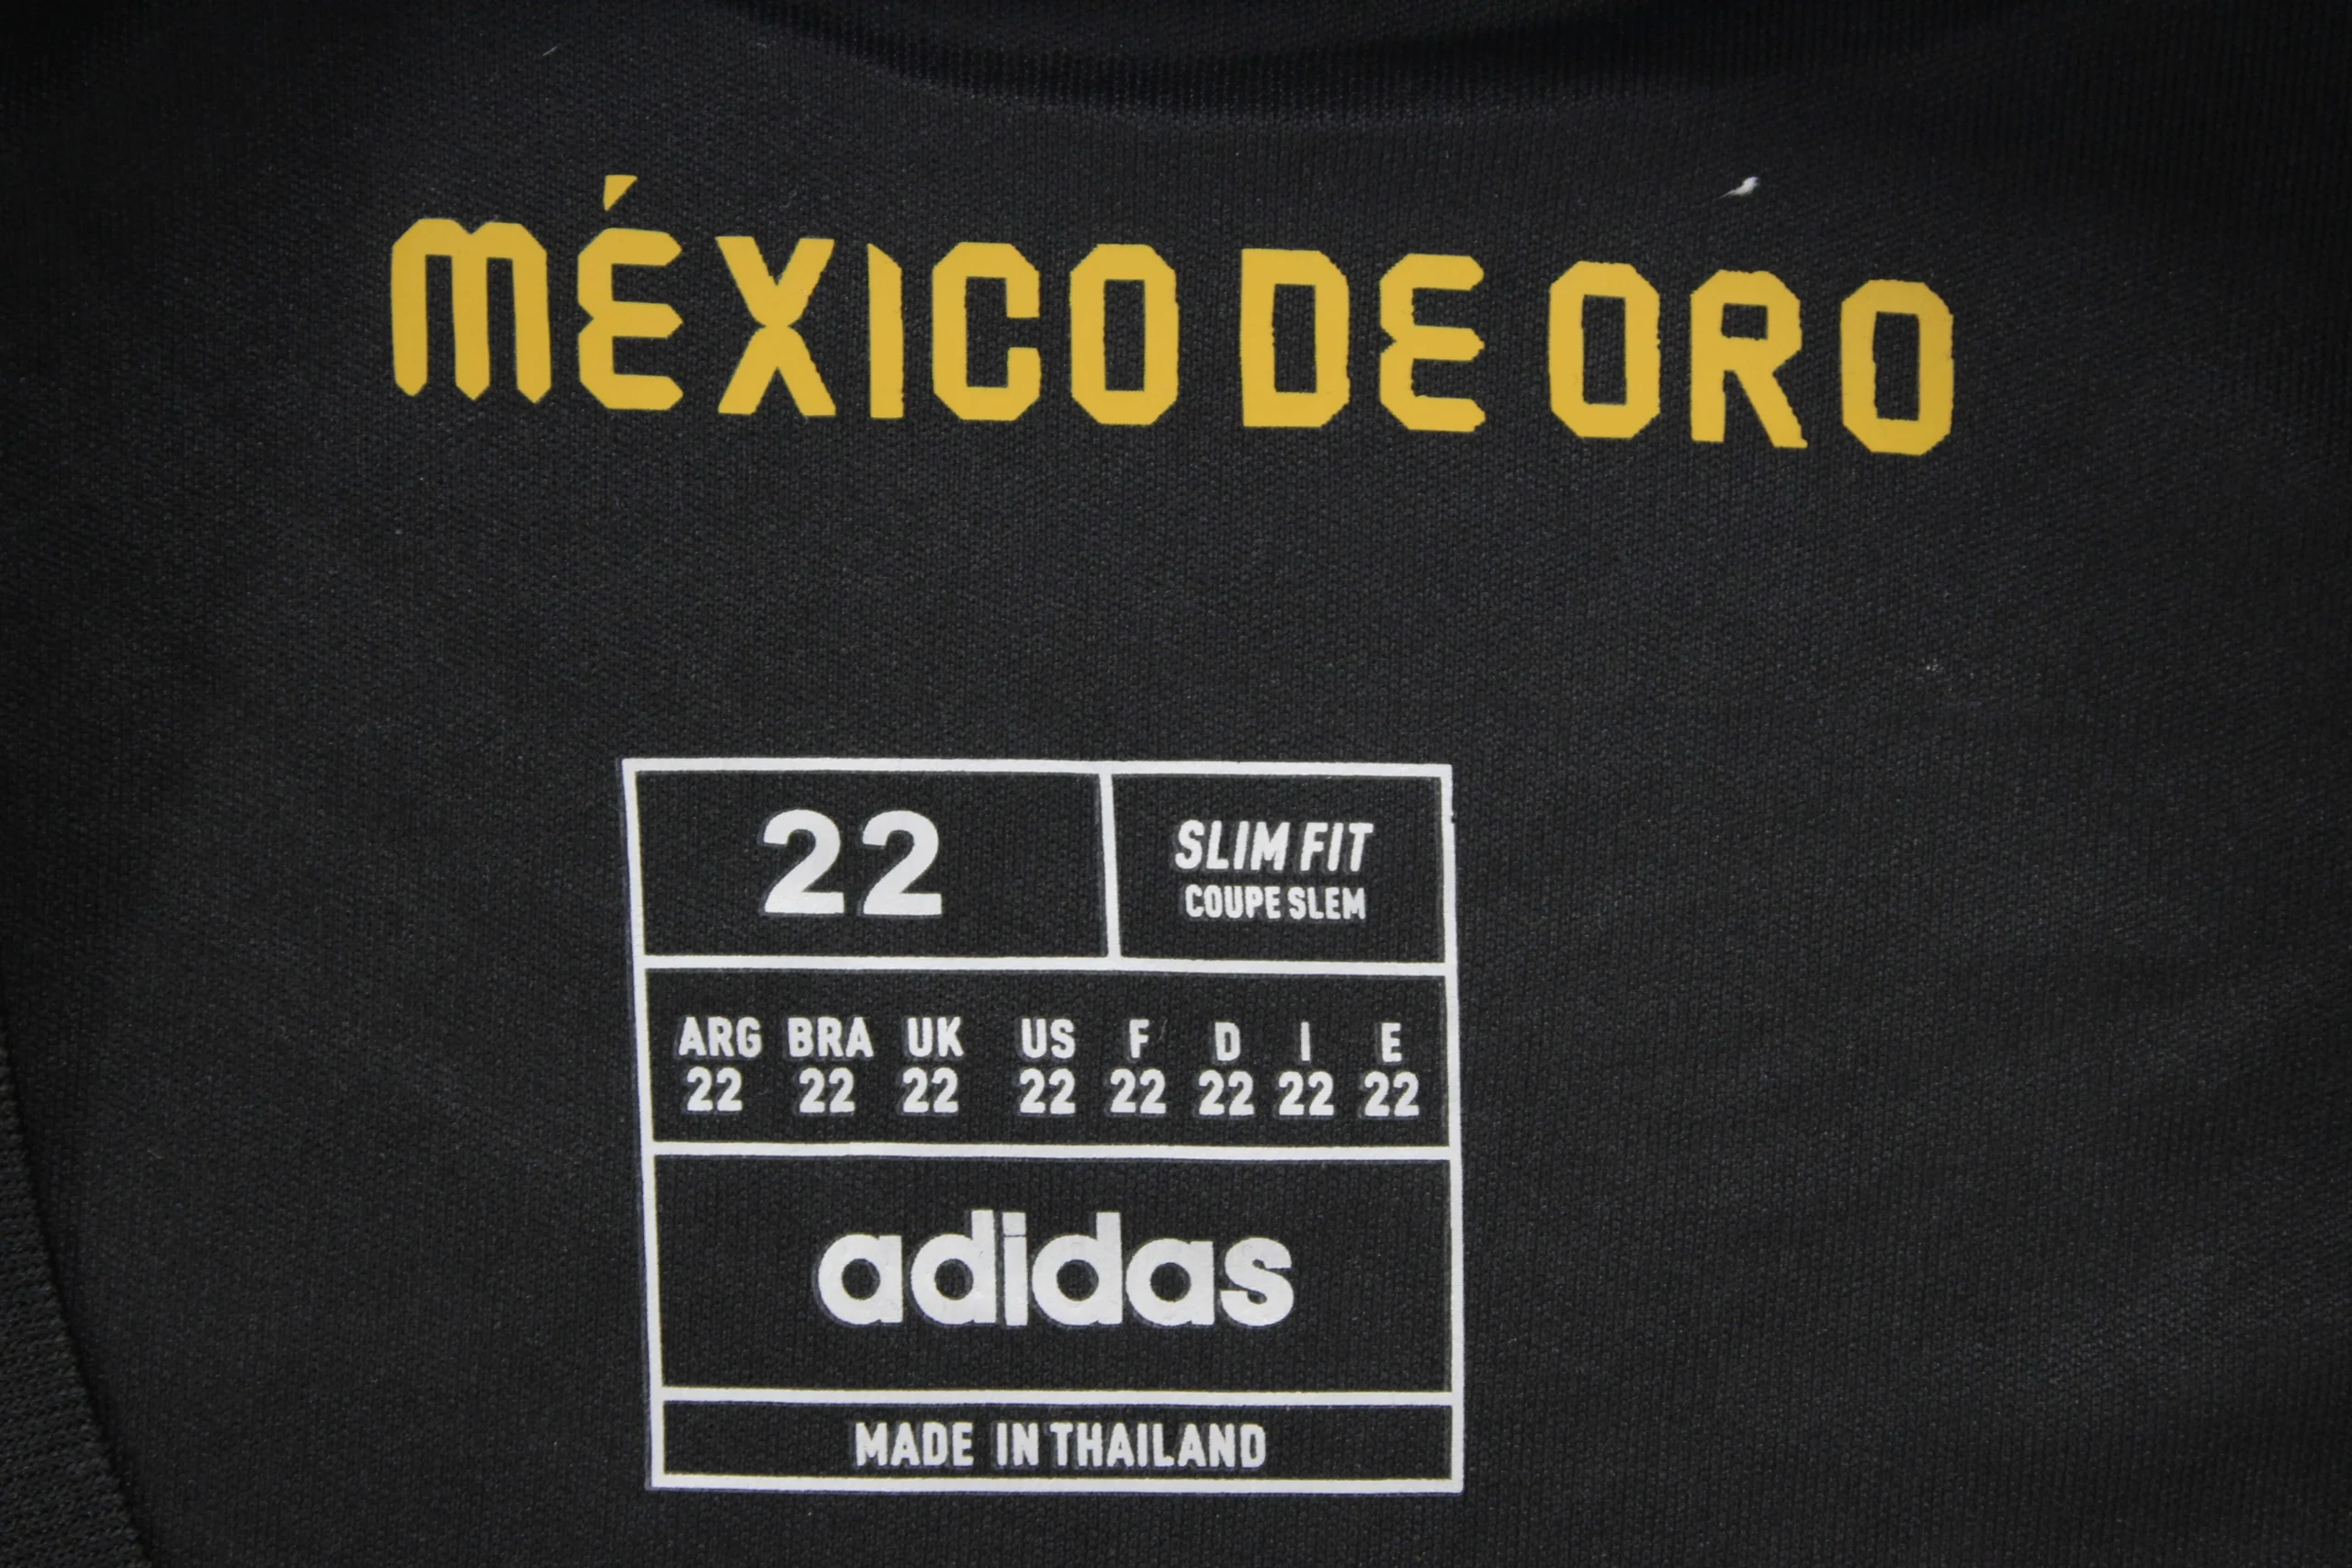 MÉXICO DE ORO
22
SLIM FIT
COUPE SLEM
ARG BRA UK US F D I E
22 22 22 22 22 22 22 22
adidas
MADE IN THAILAND